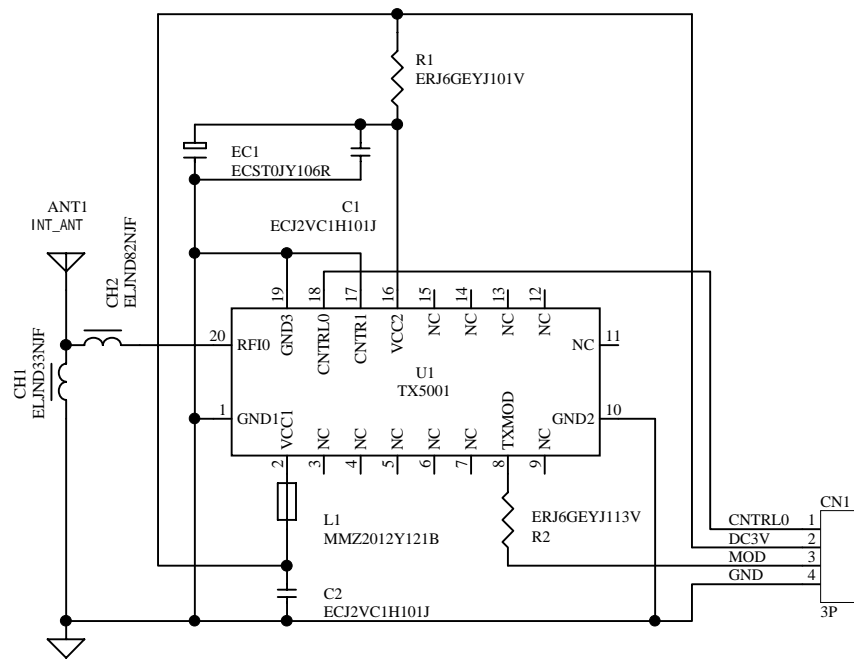 R1
ERJ6GEYJ101V
EC1
ECST0JY106R
ANT1
INT_ANT
C1
ECJ2VC1H101J
CH2
ELJND82NJF
CH1
ELJND33NJF
19
18
17
16
15
14
13
12
GND3
CNTRL0
CNTR1
VCC2
NC
NC
NC
NC
20
RFI0
NC
11
U1
TX5001
1
GND1
GND2
10
VCC1
NC
NC
NC
NC
NC
TXMOD
NC
2
3
4
5
6
7
8
9
L1
MMZ2012Y121B
ERJ6GEYJ113V
R2
C2
ECJ2VC1H101J
CN1
CNTRL0
1
DC3V
2
MOD
3
GND
4
3P